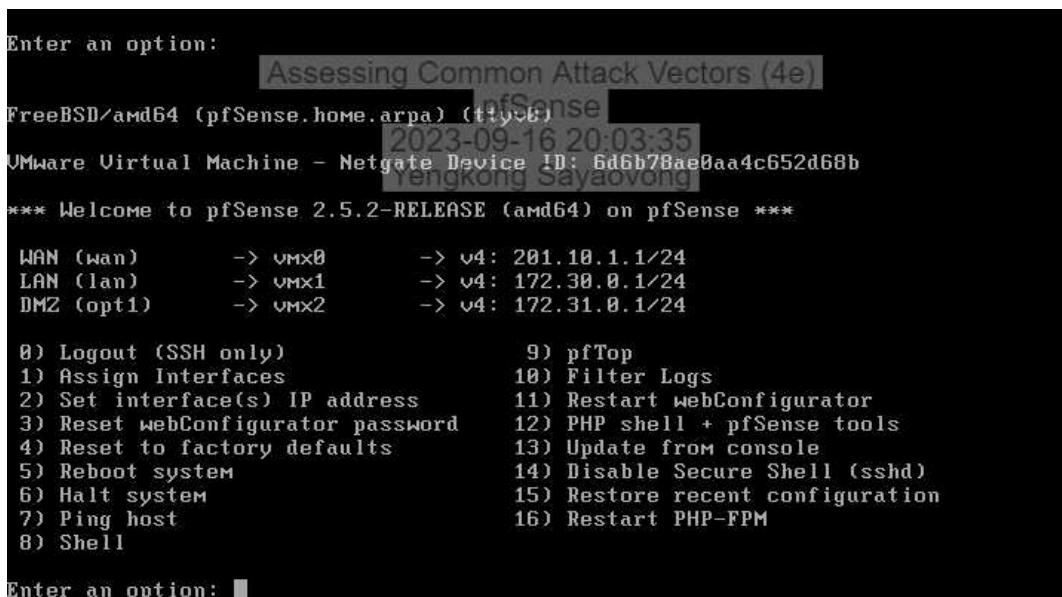 Enter an option:
Assessing Common Attack Vectors (4e)
pfSense
FreeBSD/amd64 (pfSense.home.arpa) (ttyv0)
2023-09-16 20:03:35
VMware Virtual Machine - Netgate Device ID: 6d6b78ae0aa4c652d68b
Yengkong Sayaovong
*** Welcome to pfSense 2.5.2-RELEASE (amd64) on pfSense ***
WAN (wan) -> vmx0 -> v4: 201.10.1.1/24
LAN (lan) -> vmx1 -> v4: 172.30.0.1/24
DMZ (opt1) -> vmx2 -> v4: 172.31.0.1/24
0) Logout (SSH only) 9) pfTop
1) Assign Interfaces 10) Filter Logs
2) Set interface(s) IP address 11) Restart webConfigurator
3) Reset webConfigurator password 12) PHP shell + pfSense tools
4) Reset to factory defaults 13) Update from console
5) Reboot system 14) Disable Secure Shell (sshd)
6) Halt system 15) Restore recent configuration
7) Ping host 16) Restart PHP-FPM
8) Shell
Enter an option: